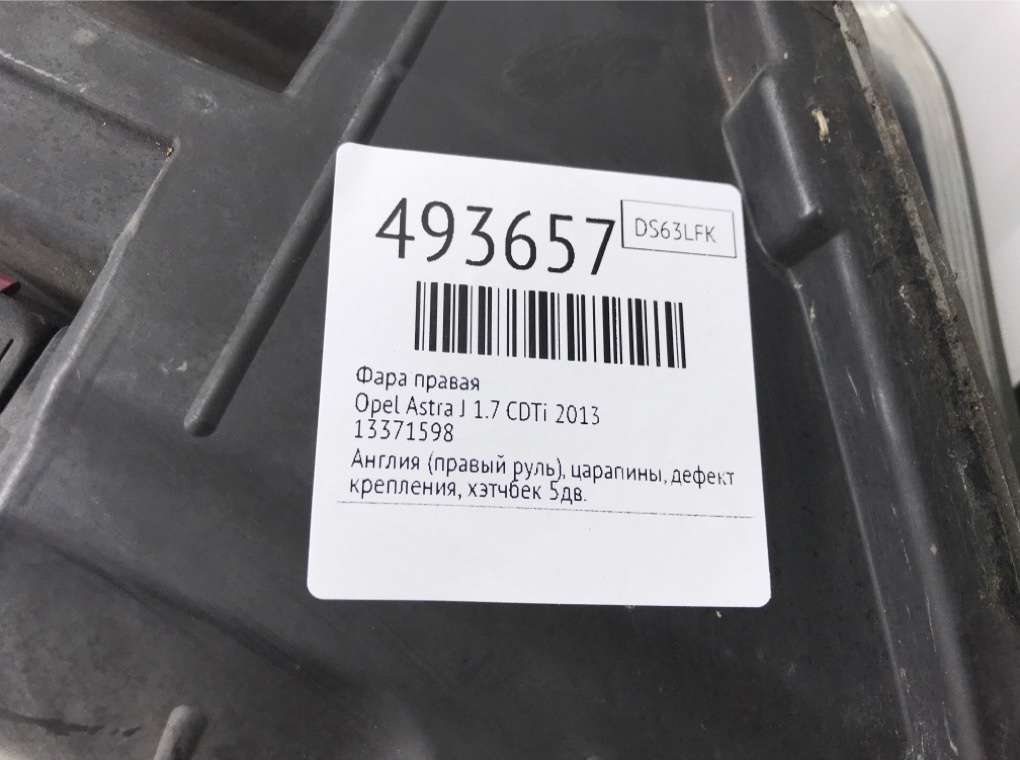 493657
DS63LFK
Фара правая
Opel Astra J 1.7 CDTi 2013
13371598
Англия (правый руль), царапины, дефект
крепления, хэтчбек 5дв.